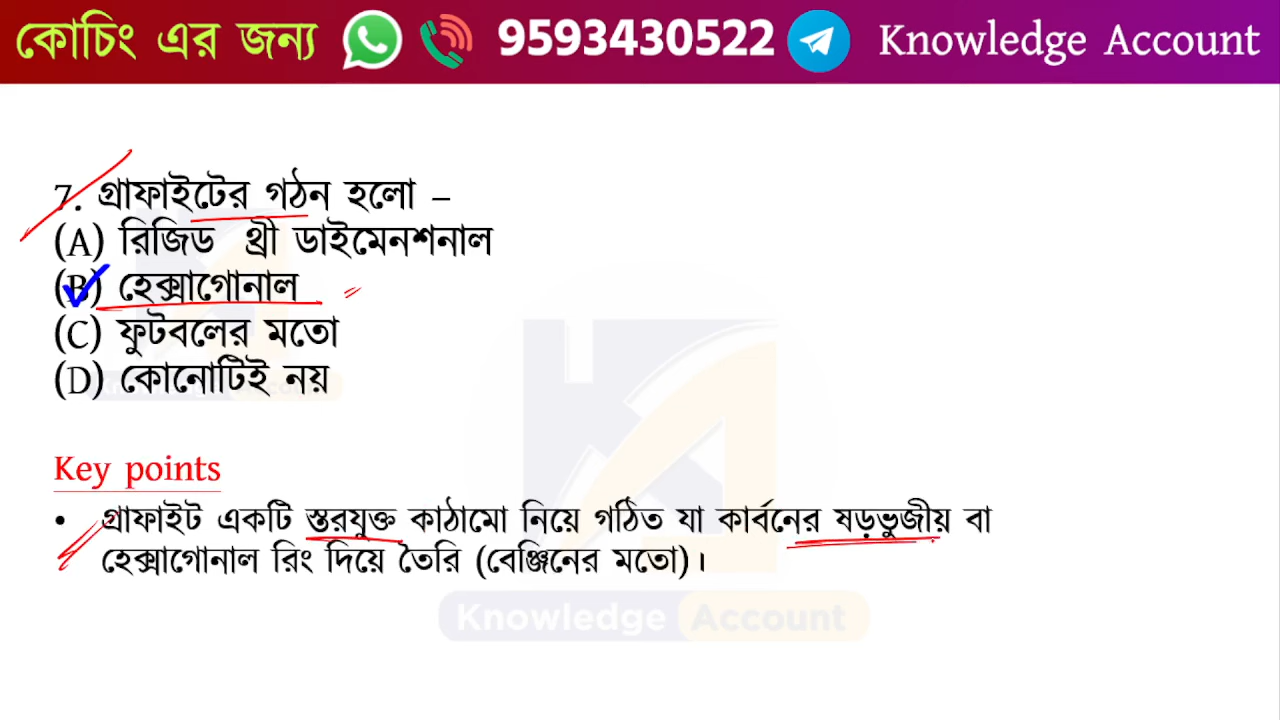 কোচিং এর জন্য 9593430522 Knowledge Account
7. গ্রাফাইটের গঠন হলো –
(A) রিজিড থ্রী ডাইমেনশনাল
(B) হেক্সাগোনাল
(C) ফুটবলের মতো
(D) কোনোটিই নয়
Key points
• গ্রাফাইট একটি স্তরযুক্ত কাঠামো নিয়ে গঠিত যা কার্বনের ষড়ভুজীয় বা
হেক্সাগোনাল রিং দিয়ে তৈরি (বেঞ্জিনের মতো)।
Knowledge Account